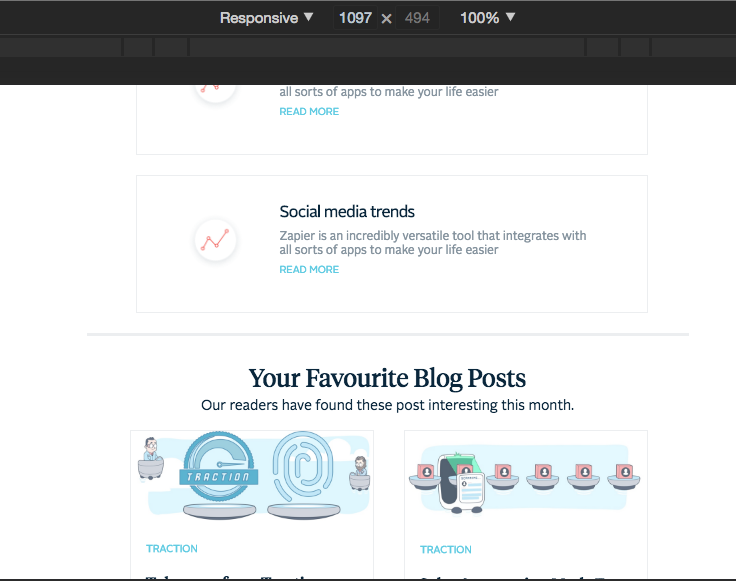 Responsive ▼ 1097 × 494 100% ▼
all sorts of apps to make your life easier
READ MORE
Social media trends
Zapier is an incredibly versatile tool that integrates with
all sorts of apps to make your life easier
READ MORE
Your Favourite Blog Posts
Our readers have found these post interesting this month.
TRACTION
TRACTION
TRACTION